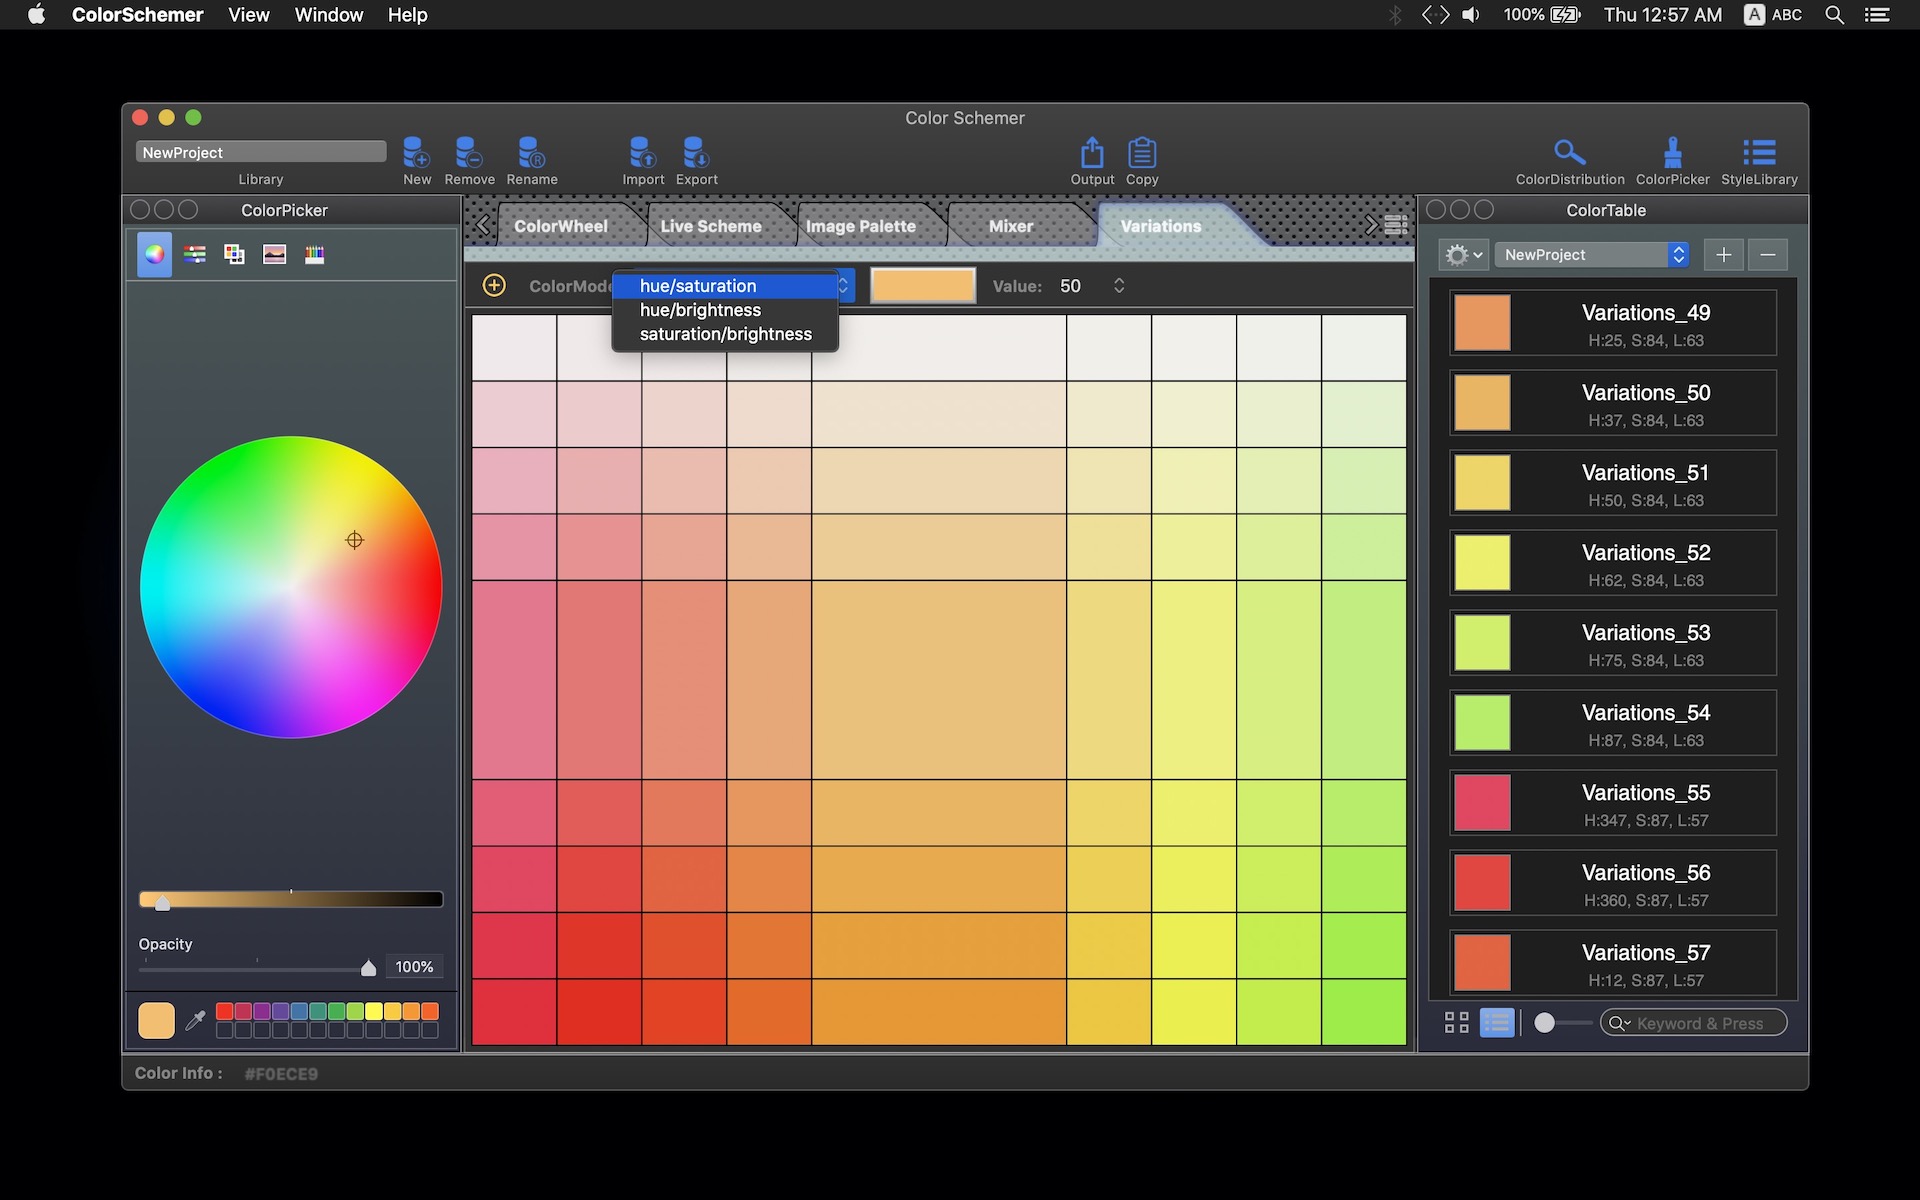 ColorSchemer View Window Help
100% Thu 12:57 AM A ABC
Color Schemer
NewProject
Library New Remove Rename Import Export Output Copy ColorDistribution ColorPicker StyleLibrary
ColorPicker
ColorWheel Live Scheme Image Palette Mixer Variations
ColorTable
NewProject
ColorMode
hue/saturation
hue/brightness
saturation/brightness
Value: 50
Variations_49
H:25, S:84, L:63
Variations_50
H:37, S:84, L:63
Variations_51
H:50, S:84, L:63
Variations_52
H:62, S:84, L:63
Variations_53
H:75, S:84, L:63
Variations_54
H:87, S:84, L:63
Variations_55
H:347, S:87, L:57
Variations_56
H:360, S:87, L:57
Variations_57
H:12, S:87, L:57
Opacity
100%
Keyword & Press
Color Info : #F0ECE9